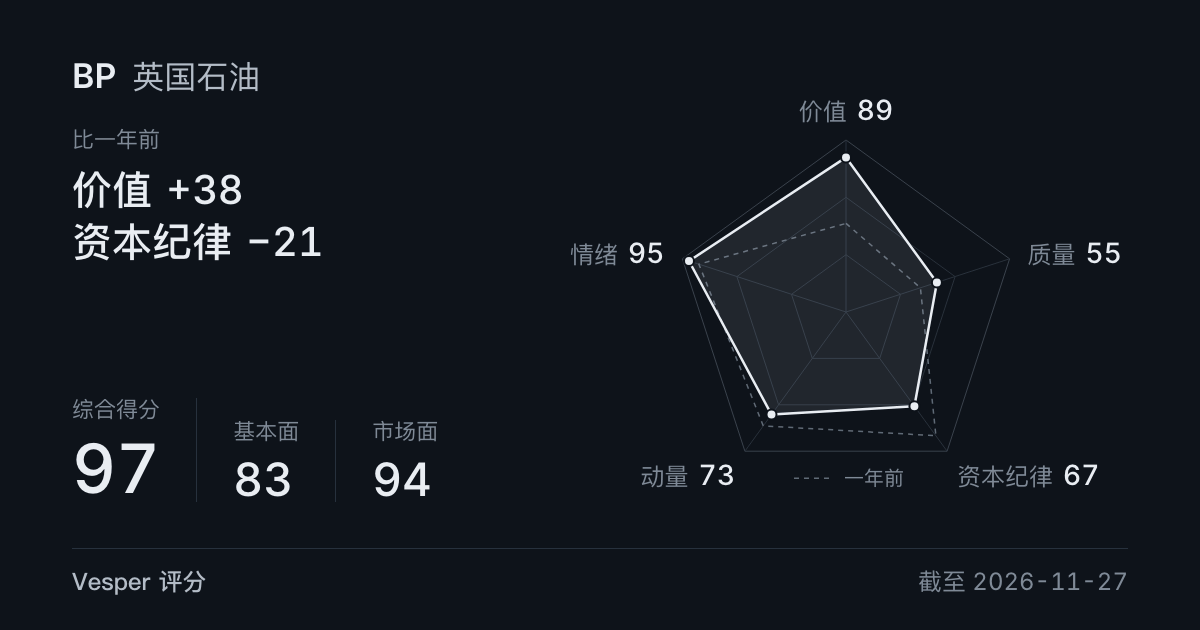 BP 英国石油
比一年前
价值 +38
资本纪律 −21
综合得分
97
基本面
83
市场面
94
价值 89
情绪 95
质量 55
动量 73
一年前
资本纪律 67
Vesper 评分
截至 2026-11-27